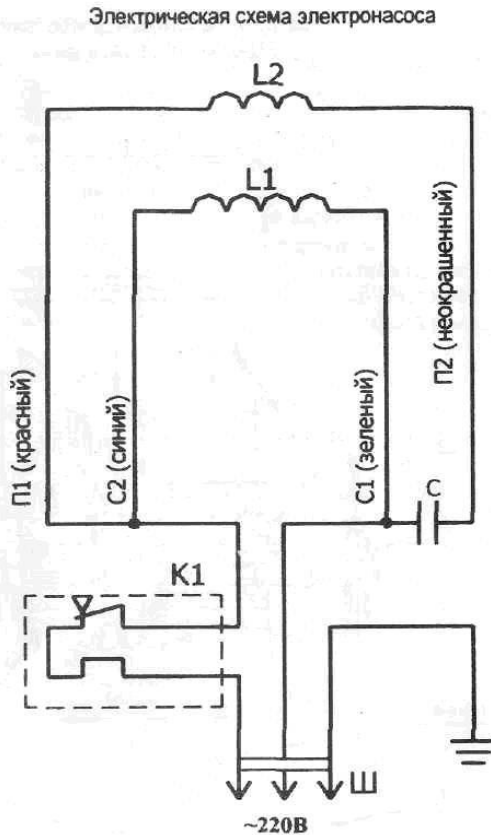 Электрическая схема электронасоса
L2
L1
П1 (красный)
С2 (синий)
С1 (зеленый)
П2 (неокрашенный)
С
К1
Ш
~220В